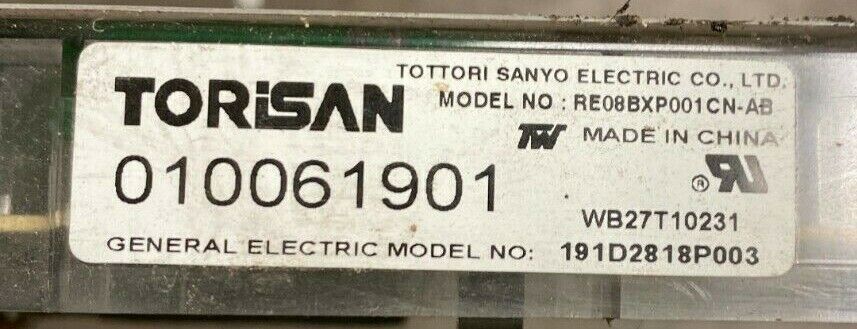 TORiSAN
TOTTORI SANYO ELECTRIC CO., LTD.
MODEL NO : RE08BXP001CN-AB
MADE IN CHINA
010061901
WB27T10231
GENERAL ELECTRIC MODEL NO: 191D2818P003